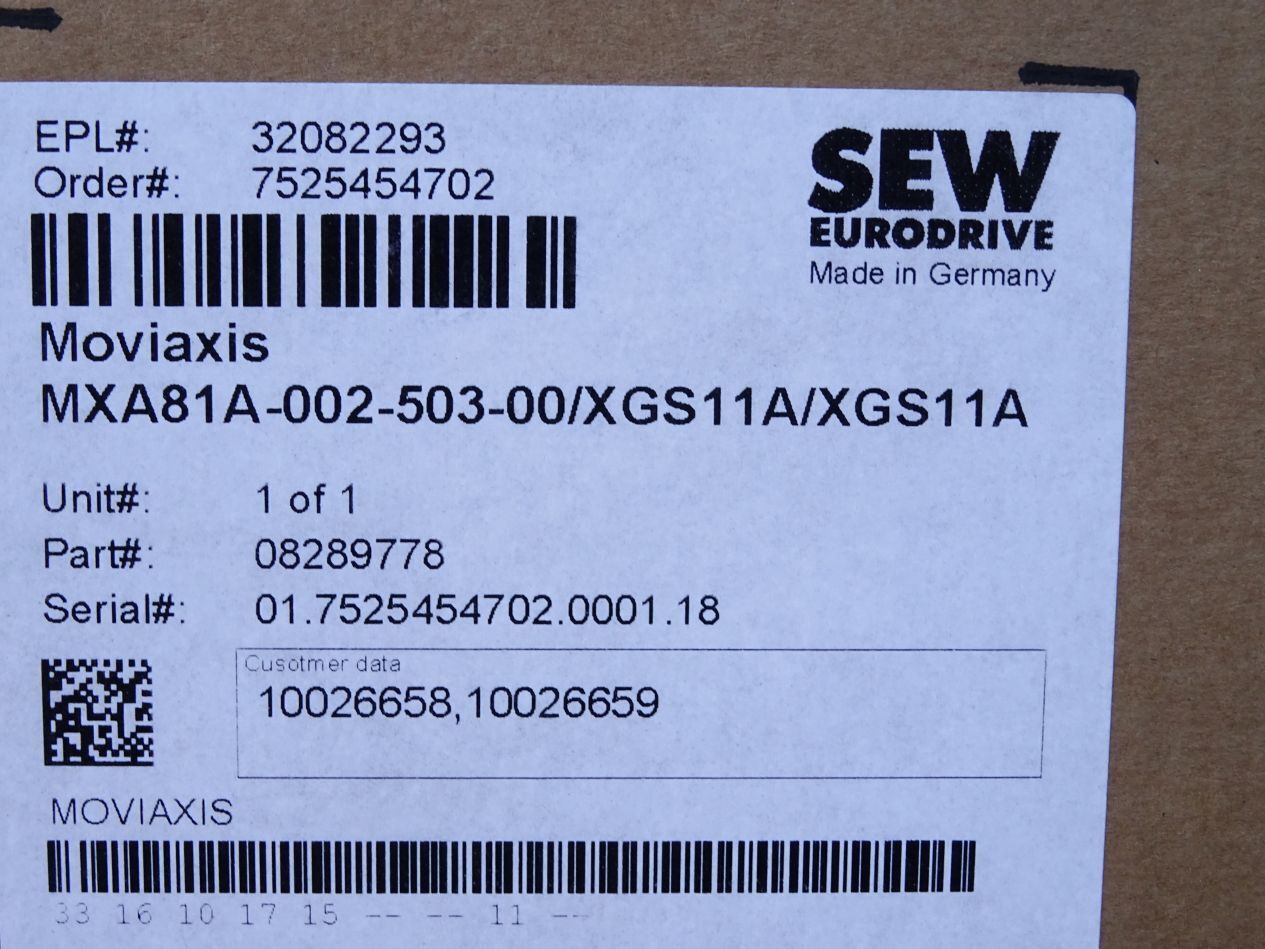 EPL#: 32082293
Order#: 7525454702
SEW
EURODRIVE
Made in Germany
Moviaxis
MXA81A-002-503-00/XGS11A/XGS11A
Unit#: 1 of 1
Part#: 08289778
Serial#: 01.7525454702.0001.18
Cusotmer data
10026658,10026659
MOVIAXIS
33 16 10 17 15 -- -- 11 --